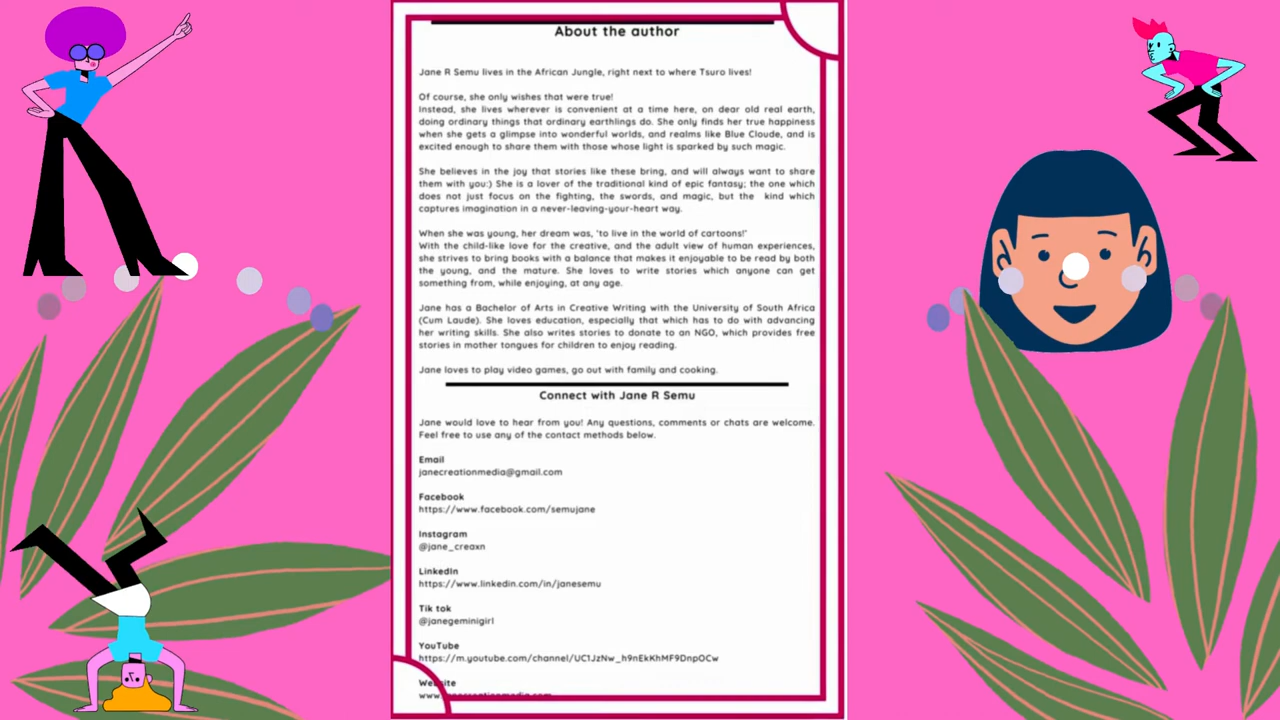 About the author
Jane R Semu lives in the African Jungle, right next to where Tsuro lives!
Of course, she only wishes that were true!
Instead, she lives wherever is convenient at a time here, on dear old real earth,
doing ordinary things that ordinary earthlings do. She only finds her true happiness
when she gets a glimpse into wonderful worlds, and realms like Blue Cloude, and is
excited enough to share them with those whose light is sparked by such magic.
She believes in the joy that stories like these bring, and will always want to share
them with you:) She is a lover of the traditional kind of epic fantasy; the one which
does not just focus on the fighting, the swords, and magic, but the kind which
captures imagination in a never-leaving-your-heart way.
When she was young, her dream was, 'to live in the world of cartoons!'
With the child-like love for the creative, and the adult view of human experiences,
she strives to bring books with a balance that makes it enjoyable to be read by both
the young, and the mature. She loves to write stories which anyone can get
something from, while enjoying, at any age.
Jane has a Bachelor of Arts in Creative Writing with the University of South Africa
(Cum Laude). She loves education, especially that which has to do with advancing
her writing skills. She also writes stories to donate to an NGO, which provides free
stories in mother tongues for children to enjoy reading.
Jane loves to play video games, go out with family and cooking.
Connect with Jane R Semu
Jane would love to hear from you! Any questions, comments or chats are welcome.
Feel free to use any of the contact methods below.
Email
janecreationmedia@gmail.com
Facebook
https://www.facebook.com/semujane
Instagram
@jane_creaxn
LinkedIn
https://www.linkedin.com/in/janesemu
Tik tok
@janegeminigirl
YouTube
https://m.youtube.com/channel/UC1JzNw_h9nEkKhMF9DnpOCw
Website